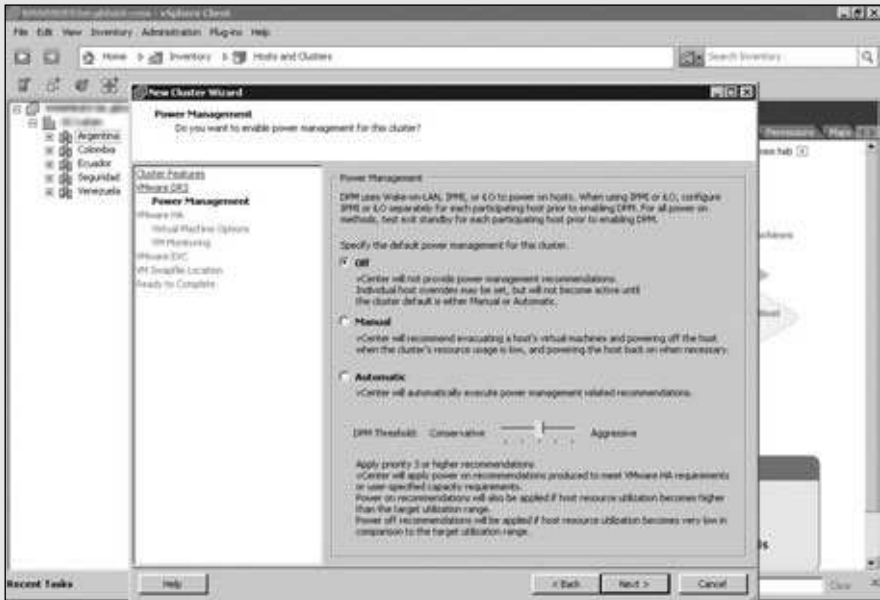 vSphere Client
File Edit View Inventory Administration Plug-ins Help
Home Inventory Hosts and Clusters
Search Inventory
New Cluster Wizard
Power Management
Do you want to enable power management for this cluster?
Argentina
Colombia
Ecuador
Seguridad
Venezuela
Cluster Features
VMware DRS
Power Management
VMware HA
Virtual Machine Options
VM Monitoring
VMware EVC
VM Swapfile Location
Ready to Complete
Power Management
DPM uses Wake-on-LAN, IPMI, or iLO to power on hosts. When using IPMI or iLO, configure
IPMI or iLO separately for each participating host prior to enabling DPM. For all power on
methods, test exit standby for each participating host prior to enabling DPM.
Specify the default power management for this cluster.
Off
vCenter will not provide power management recommendations.
Individual host overrides may be set, but will not become active until
the cluster default is either Manual or Automatic.
Manual
vCenter will recommend evacuating a host's virtual machines and powering off the host
when the cluster's resource usage is low, and powering the host back on when necessary.
Automatic
vCenter will automatically execute power management related recommendations.
DPM Threshold: Conservative Aggressive
Apply priority 3 or higher recommendations
vCenter will apply power on recommendations produced to meet VMware HA requirements
or user-specified capacity requirements.
Power on recommendations will also be applied if host resource utilization becomes higher
than the target utilization range.
Power off recommendations will be applied if host resource utilization becomes very low in
comparison to the target utilization range.
Permissions Maps
Recent Tasks
Help
< Back Next > Cancel
Clear